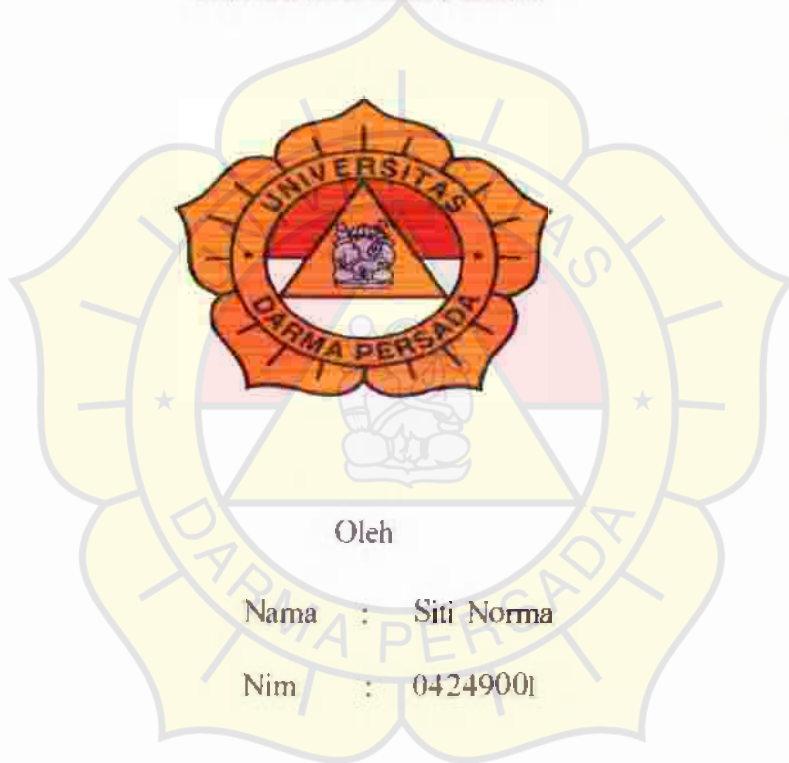 UNIVERSITAS
DARMA PERSADA
Oleh
Nama : Siti Norma
Nim : 04249001